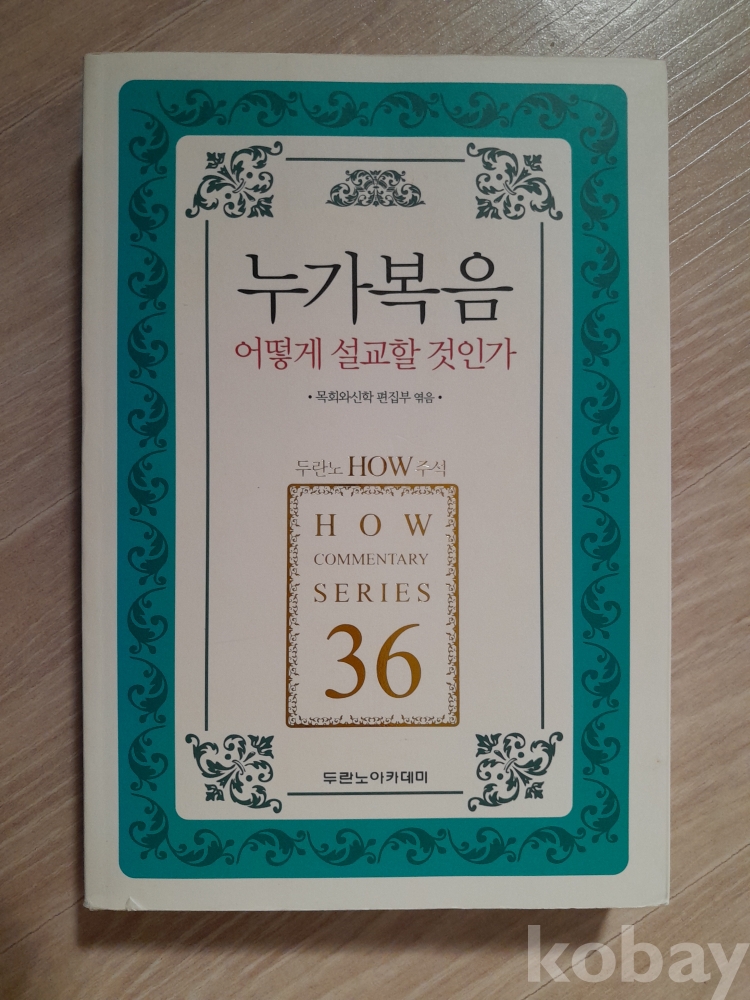 누가복음
어떻게 설교할 것인가
• 목회와신학 편집부 엮음 •
두란노 HOW 주석
HOW
COMMENTARY
SERIES
36
두란노아카데미
kobay